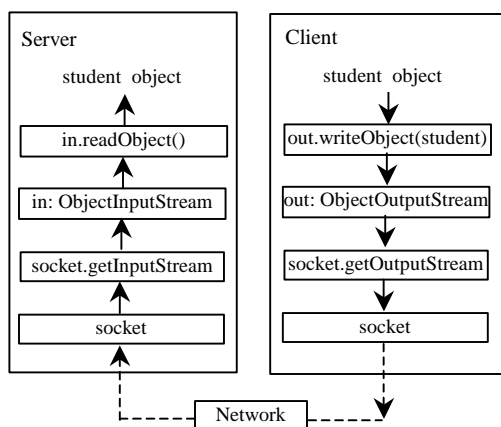 Server
student object
in.readObject()
in: ObjectInputStream
socket.getInputStream
socket
Client
student object
out.writeObject(student)
out: ObjectOutputStream
socket.getOutputStream
socket
Network